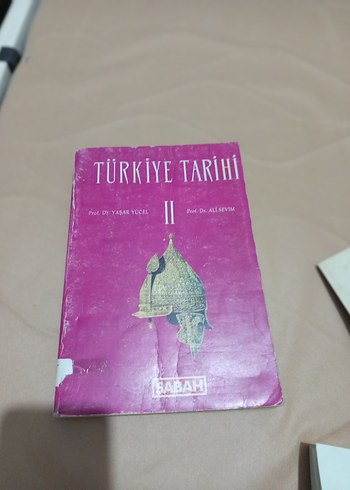 TÜRKİYE TARİHİ
II
Prof. Dr. YAŞAR YÜCEL
Prof. Dr. ALİ SEVİM
SABAH